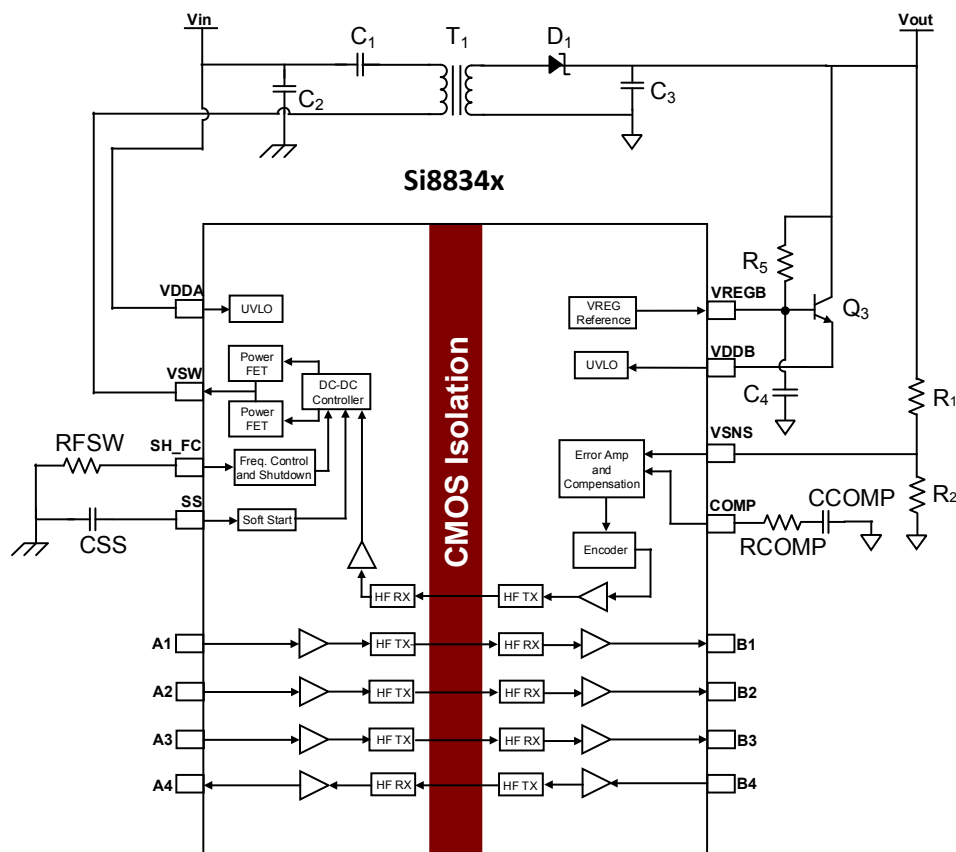 Vin
Vout
C1
T1
D1
C2
C3
Si8834x
R5
VDDA
UVLO
VREG
Reference
VREGB
Q3
VSW
Power
FET
DC-DC
Controller
Power
FET
UVLO
VDDB
C4
R1
RFSW
SH_FC
Freq. Control
and Shutdown
CMOS Isolation
Error Amp
and
Compensation
VSNS
SS
Soft Start
CSS
COMP
CCOMP
RCOMP
R2
Encoder
HF RX
HF TX
A1
HF TX
HF RX
B1
A2
HF TX
HF RX
B2
A3
HF TX
HF RX
B3
A4
HF RX
HF TX
B4